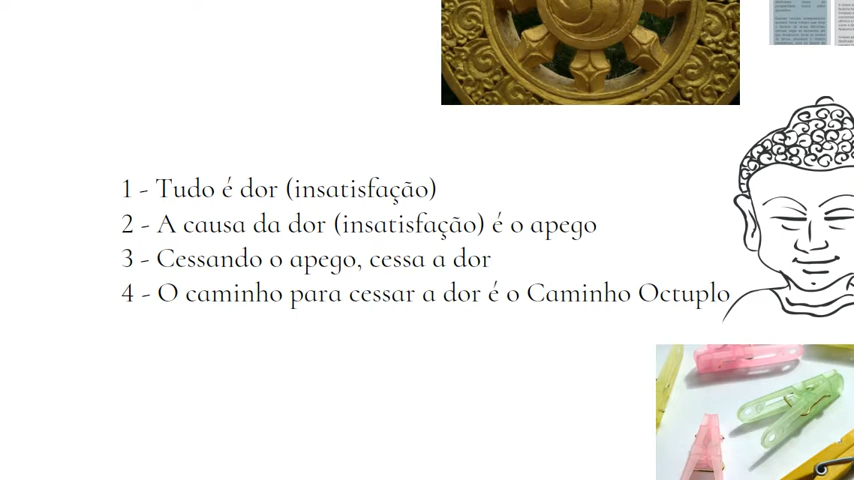 1 - Tudo é dor (insatisfação)
2 - A causa da dor (insatisfação) é o apego
3 - Cessando o apego, cessa a dor
4 - O caminho para cessar a dor é o Caminho Octuplo